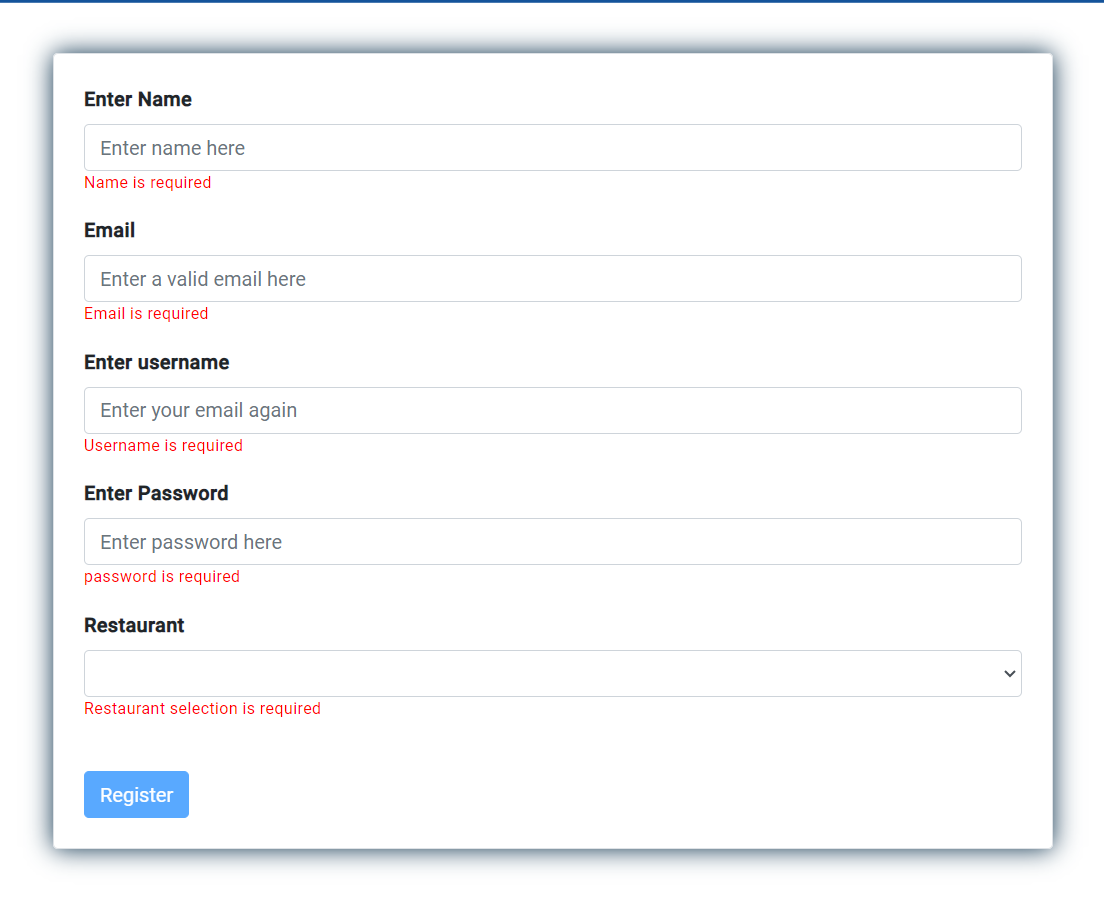 Enter Name
Enter name here
Name is required
Email
Enter a valid email here
Email is required
Enter username
Enter your email again
Username is required
Enter Password
Enter password here
password is required
Restaurant
Restaurant selection is required
Register